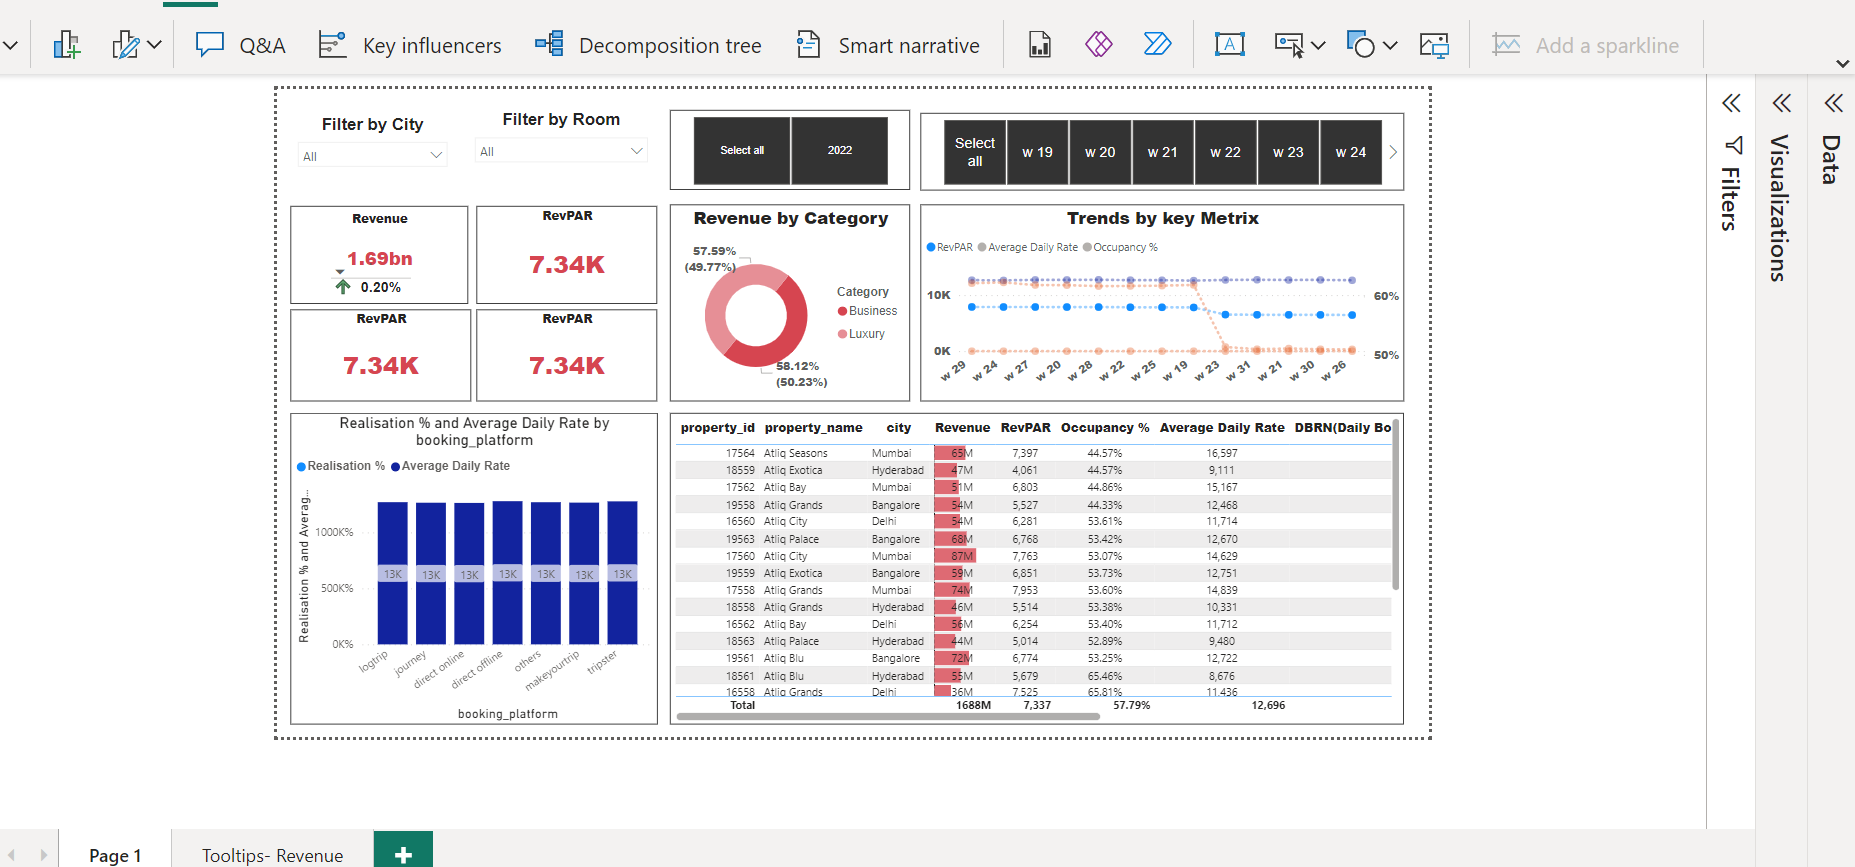 Q&A
Key influencers
Decomposition tree
Smart narrative
A
Add a sparkline
Filter by City
All
Filter by Room
All
Select all
2022
Select all
w 19
w 20
w 21
w 22
w 23
w 24
Filters
Visualizations
Data
Revenue
1.69bn
0.20%
RevPAR
7.34K
RevPAR
7.34K
RevPAR
7.34K
Revenue by Category
57.59%
(49.77%)
58.12%
(50.23%)
Category
Business
Luxury
Trends by key Metrix
RevPAR Average Daily Rate Occupancy %
10K
0K
60%
50%
w 29 w 24 w 27 w 20 w 28 w 22 w 25 w 19 w 23 w 31 w 21 w 30 w 26
Realisation % and Average Daily Rate by
booking_platform
Realisation % Average Daily Rate
Realisation % and Averag...
1000K%
500K%
0K%
13K 13K 13K 13K 13K 13K 13K
logtrip journey direct online direct offline others makeyourtrip tripster
booking_platform
property_id property_name city Revenue RevPAR Occupancy % Average Daily Rate DBRN(Daily Bo
17564 Atliq Seasons Mumbai 65M 7,397 44.57% 16,597
18559 Atliq Exotica Hyderabad 47M 4,061 44.57% 9,111
17562 Atliq Bay Mumbai 51M 6,803 44.86% 15,167
19558 Atliq Grands Bangalore 54M 5,527 44.33% 12,468
16560 Atliq City Delhi 54M 6,281 53.61% 11,714
19563 Atliq Palace Bangalore 68M 6,768 53.42% 12,670
17560 Atliq City Mumbai 87M 7,763 53.07% 14,629
19559 Atliq Exotica Bangalore 59M 6,851 53.73% 12,751
17558 Atliq Grands Mumbai 74M 7,953 53.60% 14,839
18558 Atliq Grands Hyderabad 46M 5,514 53.38% 10,331
16562 Atliq Bay Delhi 56M 6,254 53.40% 11,712
18563 Atliq Palace Hyderabad 44M 5,014 52.89% 9,480
19561 Atliq Blu Bangalore 72M 6,774 53.25% 12,722
18561 Atliq Blu Hyderabad 55M 5,679 65.46% 8,676
16558 Atliq Grands Delhi 36M 7,525 65.81% 11,436
Total 1688M 7,337 57.79% 12,696
Page 1
Tooltips- Revenue